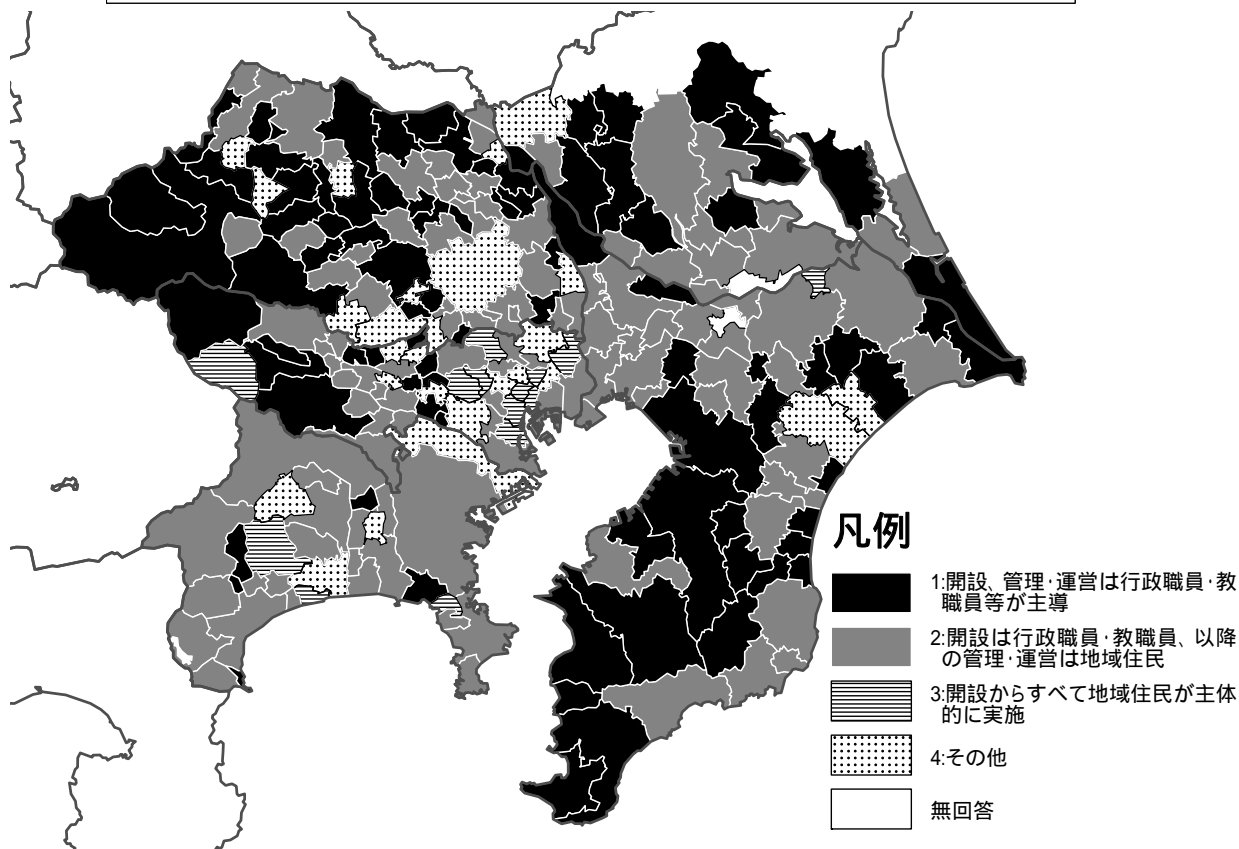 凡例
1:開設、管理・運営は行政職員・教
職員等が主導
2:開設は行政職員・教職員、以降
の管理・運営は地域住民
3:開設からすべて地域住民が主体
的に実施
4:その他
無回答